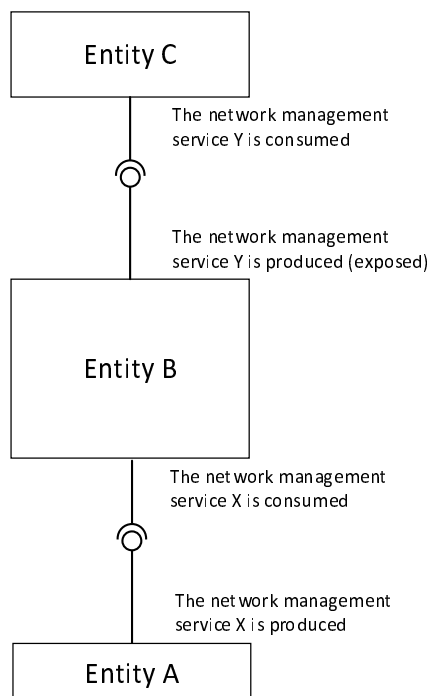 Entity C
The network management
service Y is consumed
The network management
service Y is produced (exposed)
Entity B
The network management
service X is consumed
The network management
service X is produced
Entity A